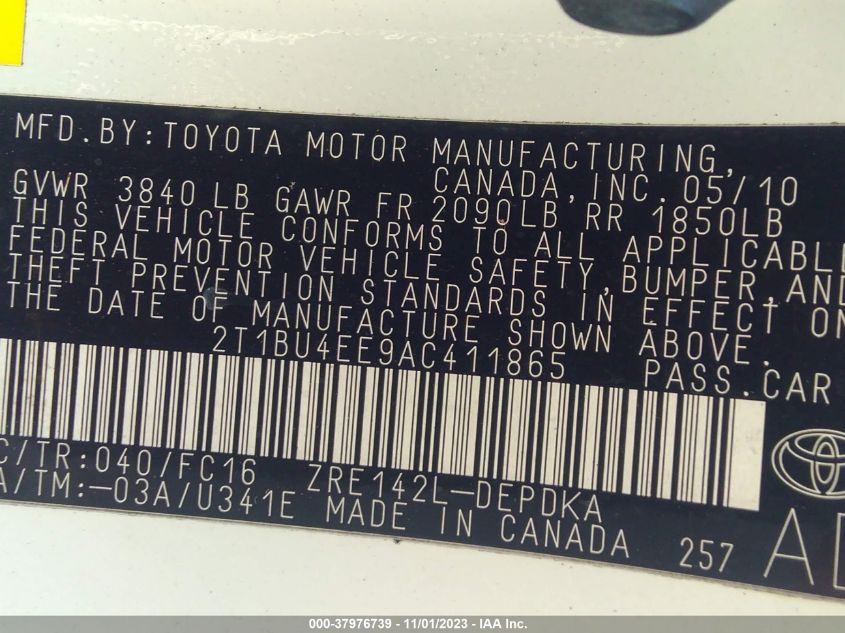 MFD.BY:TOYOTA MOTOR MANUFACTURING,
CANADA,INC. 05/10
GVWR 3840 LB GAWR FR 2090LB RR 1850LB
THIS VEHICLE CONFORMS TO ALL APPLICABLE
FEDERAL MOTOR VEHICLE SAFETY,BUMPER,AND
THEFT PREVENTION STANDARDS IN EFFECT ON
THE DATE OF MANUFACTURE SHOWN ABOVE.
2T1BU4EE9AC411865 PASS.CAR
C/TR:040/FC16 ZRE142L-DEPDKA
A/TM:-03A/U341E MADE IN CANADA 257
000-37976739 - 11/01/2023 - IAA Inc.